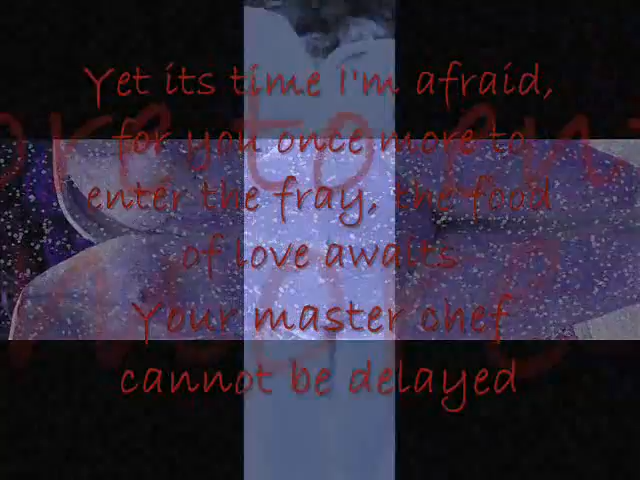 Yet its time I'm afraid,
for you once more to
enter the fray, the food
of love awaits
Your master chef
cannot be delayed